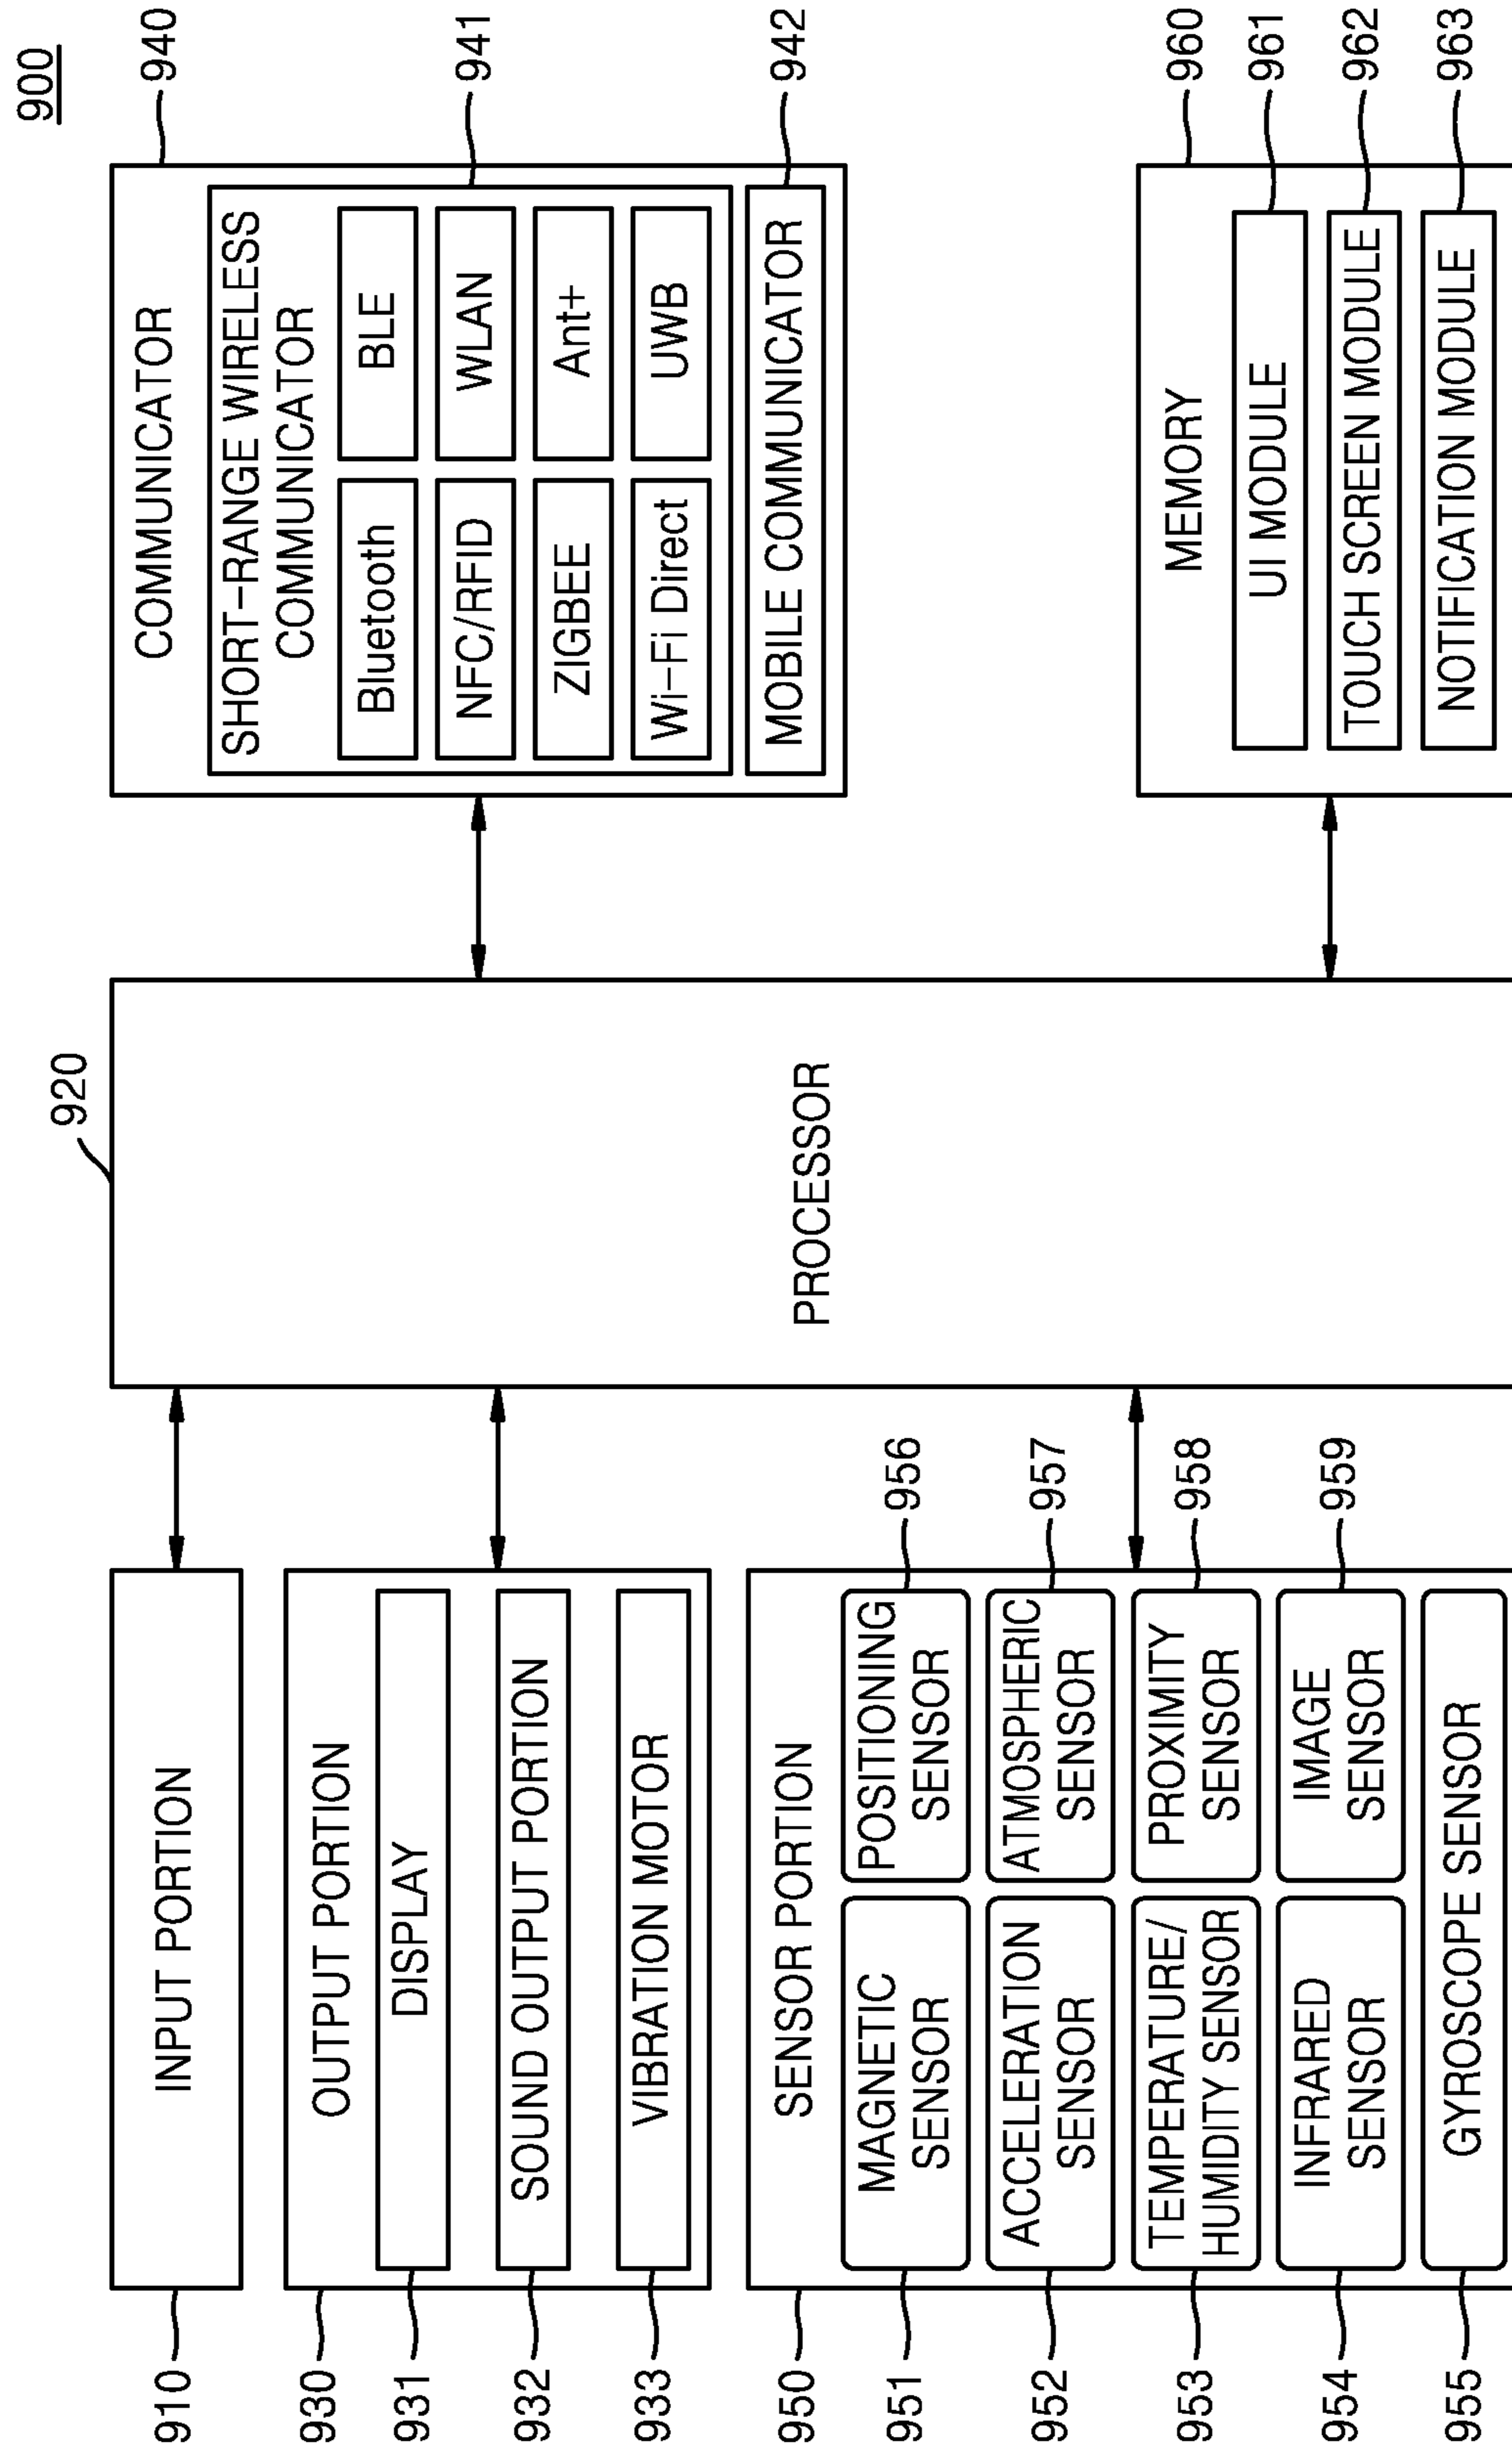 900
910
INPUT PORTION
930
OUTPUT PORTION
931
DISPLAY
932
SOUND OUTPUT PORTION
933
VIBRATION MOTOR
950
SENSOR PORTION
951
MAGNETIC
SENSOR
POSITIONING
SENSOR
956
952
ACCELERATION
SENSOR
ATMOSPHERIC
SENSOR
957
953
TEMPERATURE/
HUMIDITY SENSOR
PROXIMITY
SENSOR
958
954
INFRARED
SENSOR
IMAGE
SENSOR
959
955
GYROSCOPE SENSOR
920
PROCESSOR
COMMUNICATOR
940
SHORT-RANGE WIRELESS
COMMUNICATOR
941
Bluetooth
BLE
NFC/RFID
WLAN
ZIGBEE
Ant+
Wi-Fi Direct
UWB
MOBILE COMMUNICATOR
942
MEMORY
960
UI MODULE
961
TOUCH SCREEN MODULE
962
NOTIFICATION MODULE
963